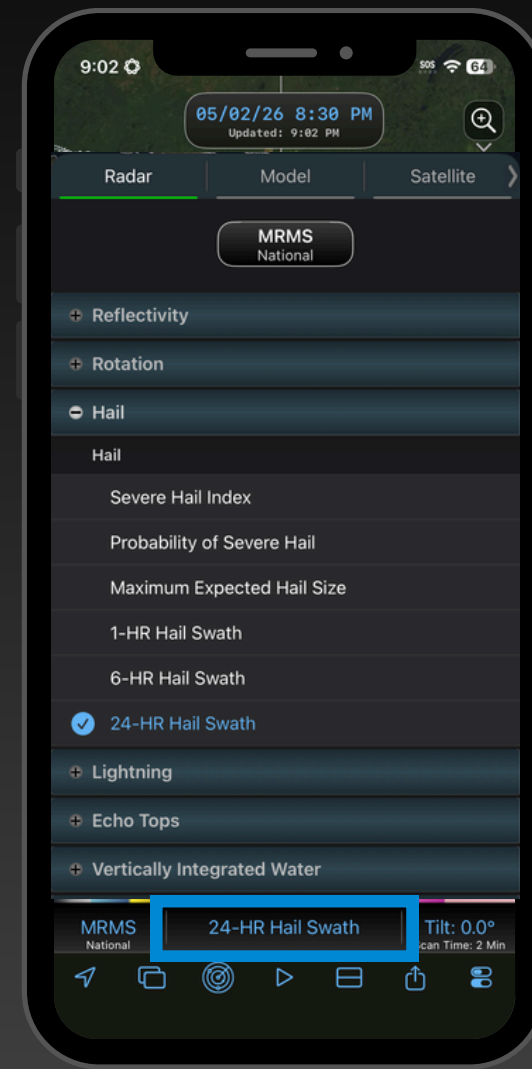 9:02
SOS
64
05/02/26 8:30 PM
Updated: 9:02 PM
Radar
Model
Satellite
MRMS
National
Reflectivity
Rotation
Hail
Hail
Severe Hail Index
Probability of Severe Hail
Maximum Expected Hail Size
1-HR Hail Swath
6-HR Hail Swath
24-HR Hail Swath
Lightning
Echo Tops
Vertically Integrated Water
MRMS
National
24-HR Hail Swath
Tilt: 0.0°
can Time: 2 Min